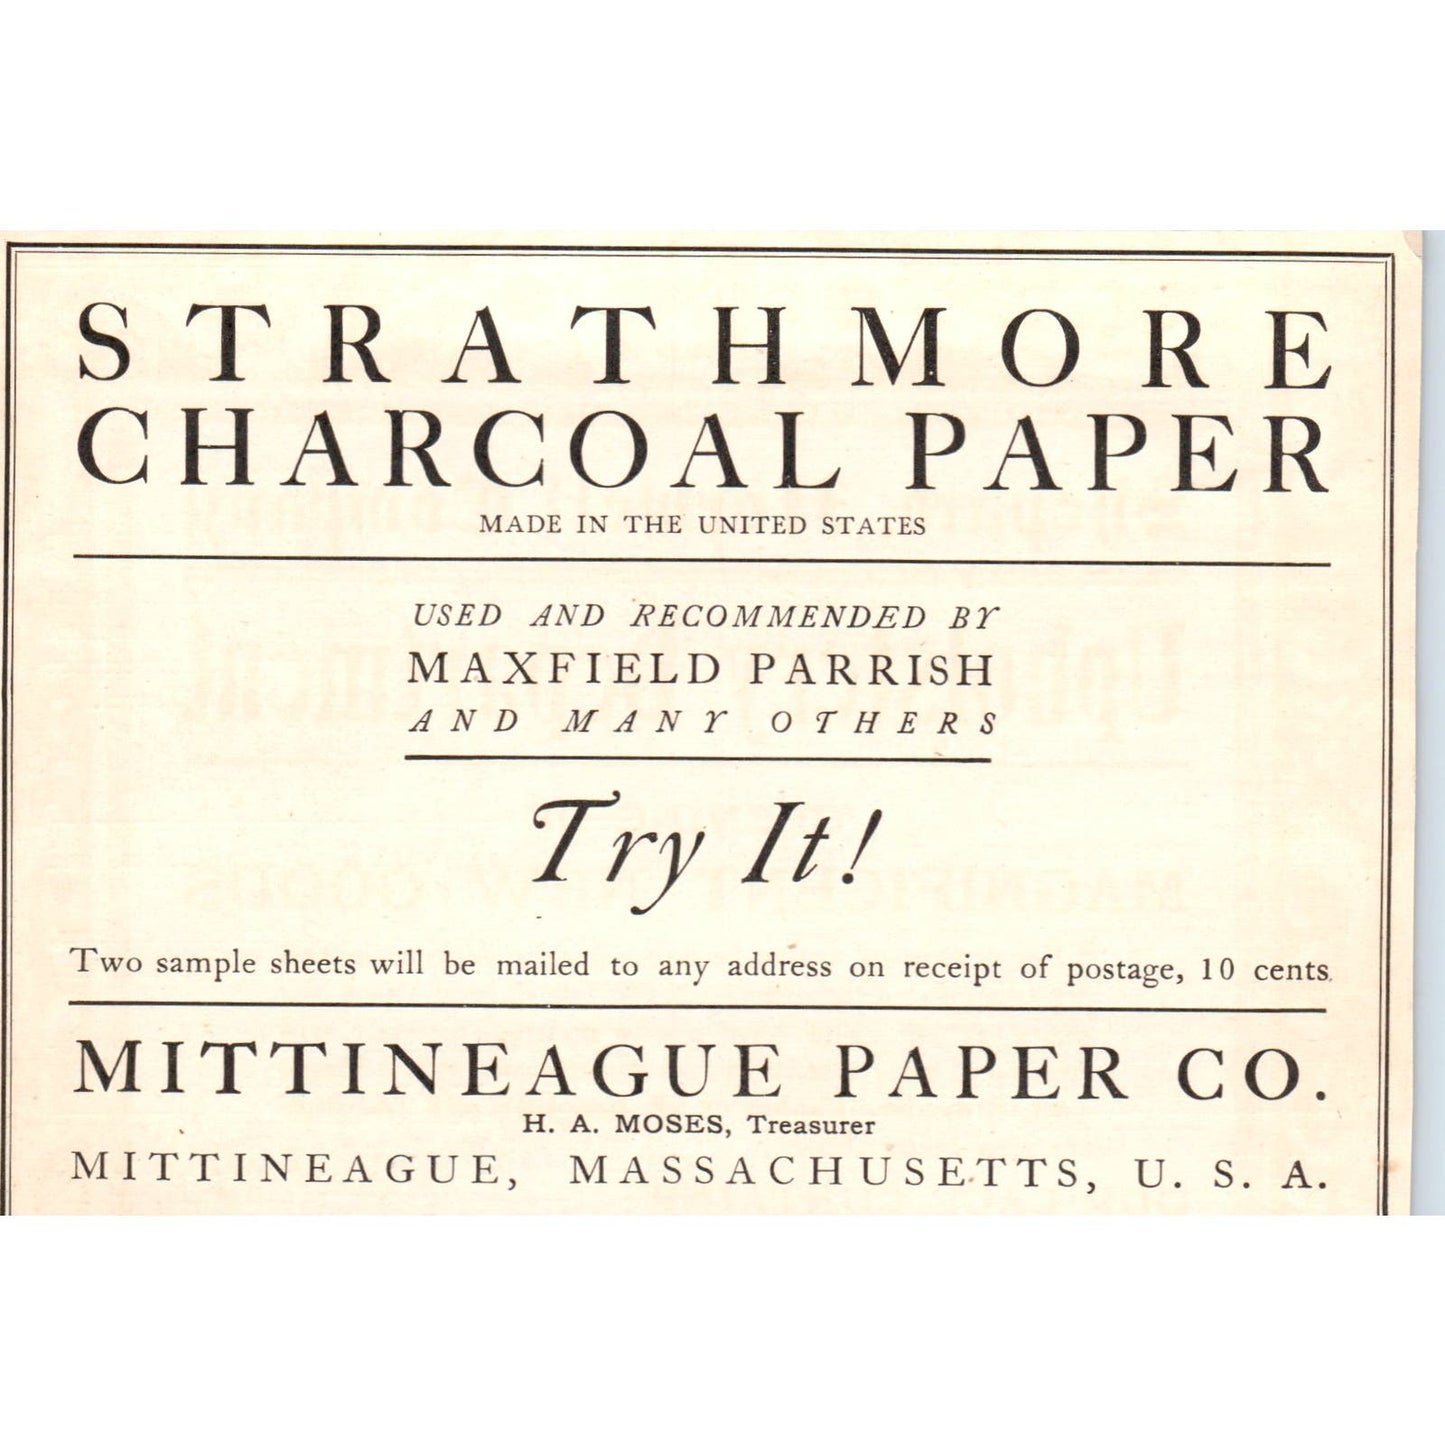 STRATHMORE
CHARCOAL PAPER
MADE IN THE UNITED STATES
USED AND RECOMMENDED BY
MAXFIELD PARRISH
AND MANY OTHERS
Try It!
Two sample sheets will be mailed to any address on receipt of postage, 10 cents.
MITTINEAGUE PAPER CO.
H. A. MOSES, Treasurer
MITTINEAGUE, MASSACHUSETTS, U. S. A.